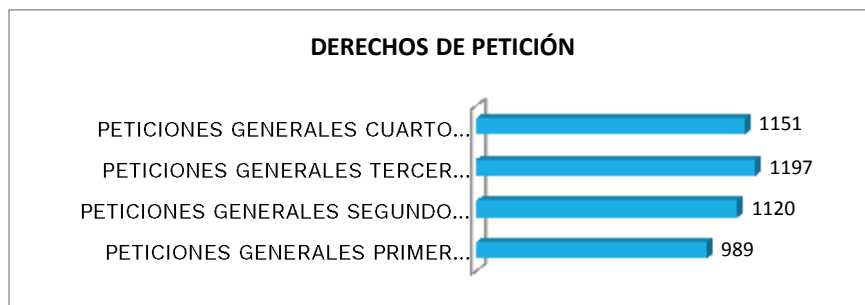 DERECHOS DE PETICIÓN
PETICIONES GENERALES CUARTO... 1151
PETICIONES GENERALES TERCER... 1197
PETICIONES GENERALES SEGUNDO... 1120
PETICIONES GENERALES PRIMER... 989